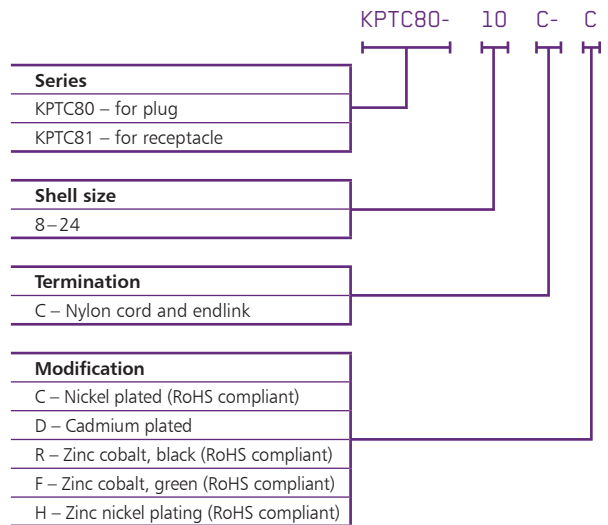 KPTC80- 10 C- C
Series
KPTC80 – for plug
KPTC81 – for receptacle
Shell size
8–24
Termination
C – Nylon cord and endlink
Modification
C – Nickel plated (RoHS compliant)
D – Cadmium plated
R – Zinc cobalt, black (RoHS compliant)
F – Zinc cobalt, green (RoHS compliant)
H – Zinc nickel plating (RoHS compliant)